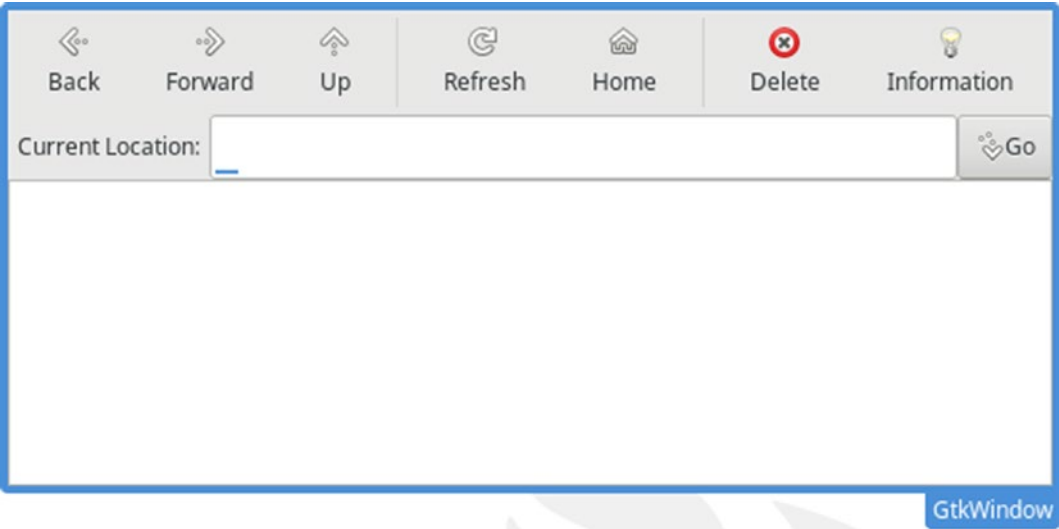 Back Forward Up Refresh Home Delete Information
Current Location: Go
GtkWindow